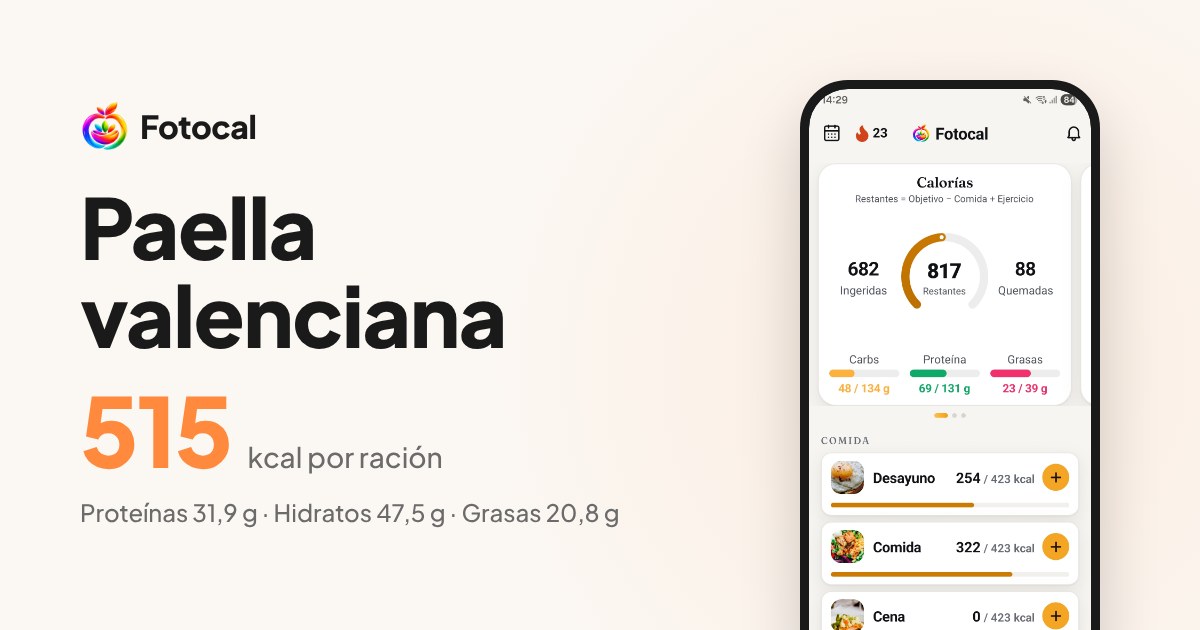 Fotocal
Paella
valenciana
515 kcal por ración
Proteínas 31,9 g · Hidratos 47,5 g · Grasas 20,8 g
14:29 84
23 Fotocal
Calorías
Restantes = Objetivo − Comida + Ejercicio
682 817 88
Ingeridas Restantes Quemadas
Carbs Proteína Grasas
48 / 134 g 69 / 131 g 23 / 39 g
COMIDA
Desayuno 254 / 423 kcal +
Comida 322 / 423 kcal +
Cena 0 / 423 kcal +